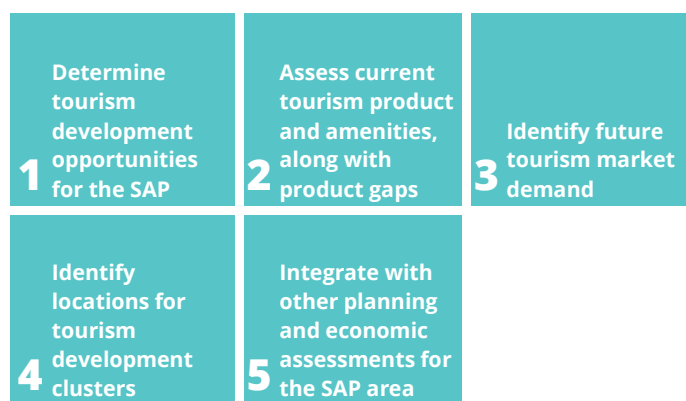 Determine
tourism
development
opportunities
1 for the SAP
Assess current
tourism product
and amenities,
along with
2 product gaps
Identify future
tourism market
3 demand
Identify
locations for
tourism
development
4 clusters
Integrate with
other planning
and economic
assessments for
5 the SAP area